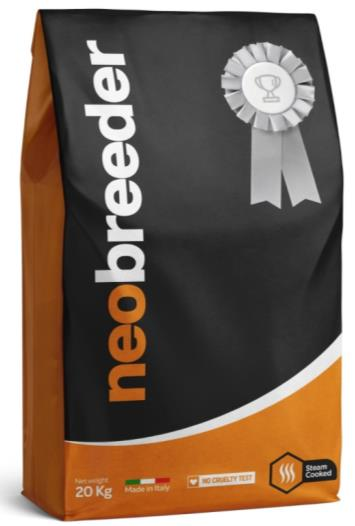 neobreeder
Net weight
20 Kg
Made in Italy
NO CRUELTY TEST
Steam
Cooked